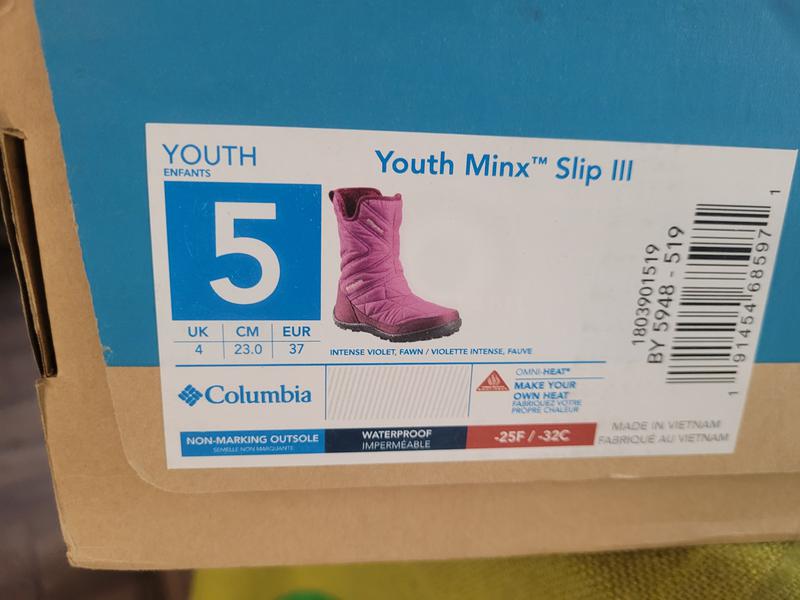 YOUTH
ENFANTS
Youth Minx™ Slip III
5
UK CM EUR
4 23.0 37
INTENSE VIOLET, FAWN / VIOLETTE INTENSE, FAUVE
Columbia
OMNI-HEAT®
MAKE YOUR
OWN HEAT
FABRIQUEZ VOTRE
PROPRE CHALEUR
NON-MARKING OUTSOLE
SEMELLE NON MARQUANTE
WATERPROOF
IMPERMÉABLE
-25F / -32C
MADE IN VIETNAM
FABRIQUÉ AU VIETNAM
1803901519
BY 5948 - 519
1 91454 68597 1